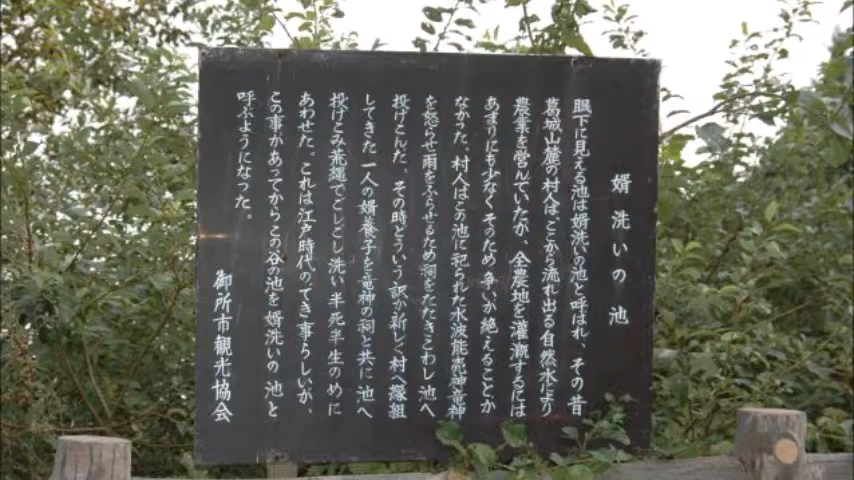 婿洗いの池
眼下に見える池は婿洗いの池と呼ばれ、その昔
葛城山麓の村人は、ここから流れ出る自然水により
農業を営んでいたが、全農地を灌漑するには
あまりにも少なくそのため争いが絶えることが
なかった。村人はこの池に祀られた水波能売神竜神
を怒らせ雨をふらせるため祠をたたきこわし池へ
投げこんだ。その時どういう訳か新しく村へ縁組
してきた一人の婿養子を竜神の祠と共に池へ
投げこみ荒縄でごしごし洗い半死半生のめに
あわせた。これは江戸時代のでき事らしいが、
この事があってからこの谷の池を婿洗いの池と
呼ぶようになった。
御所市観光協会